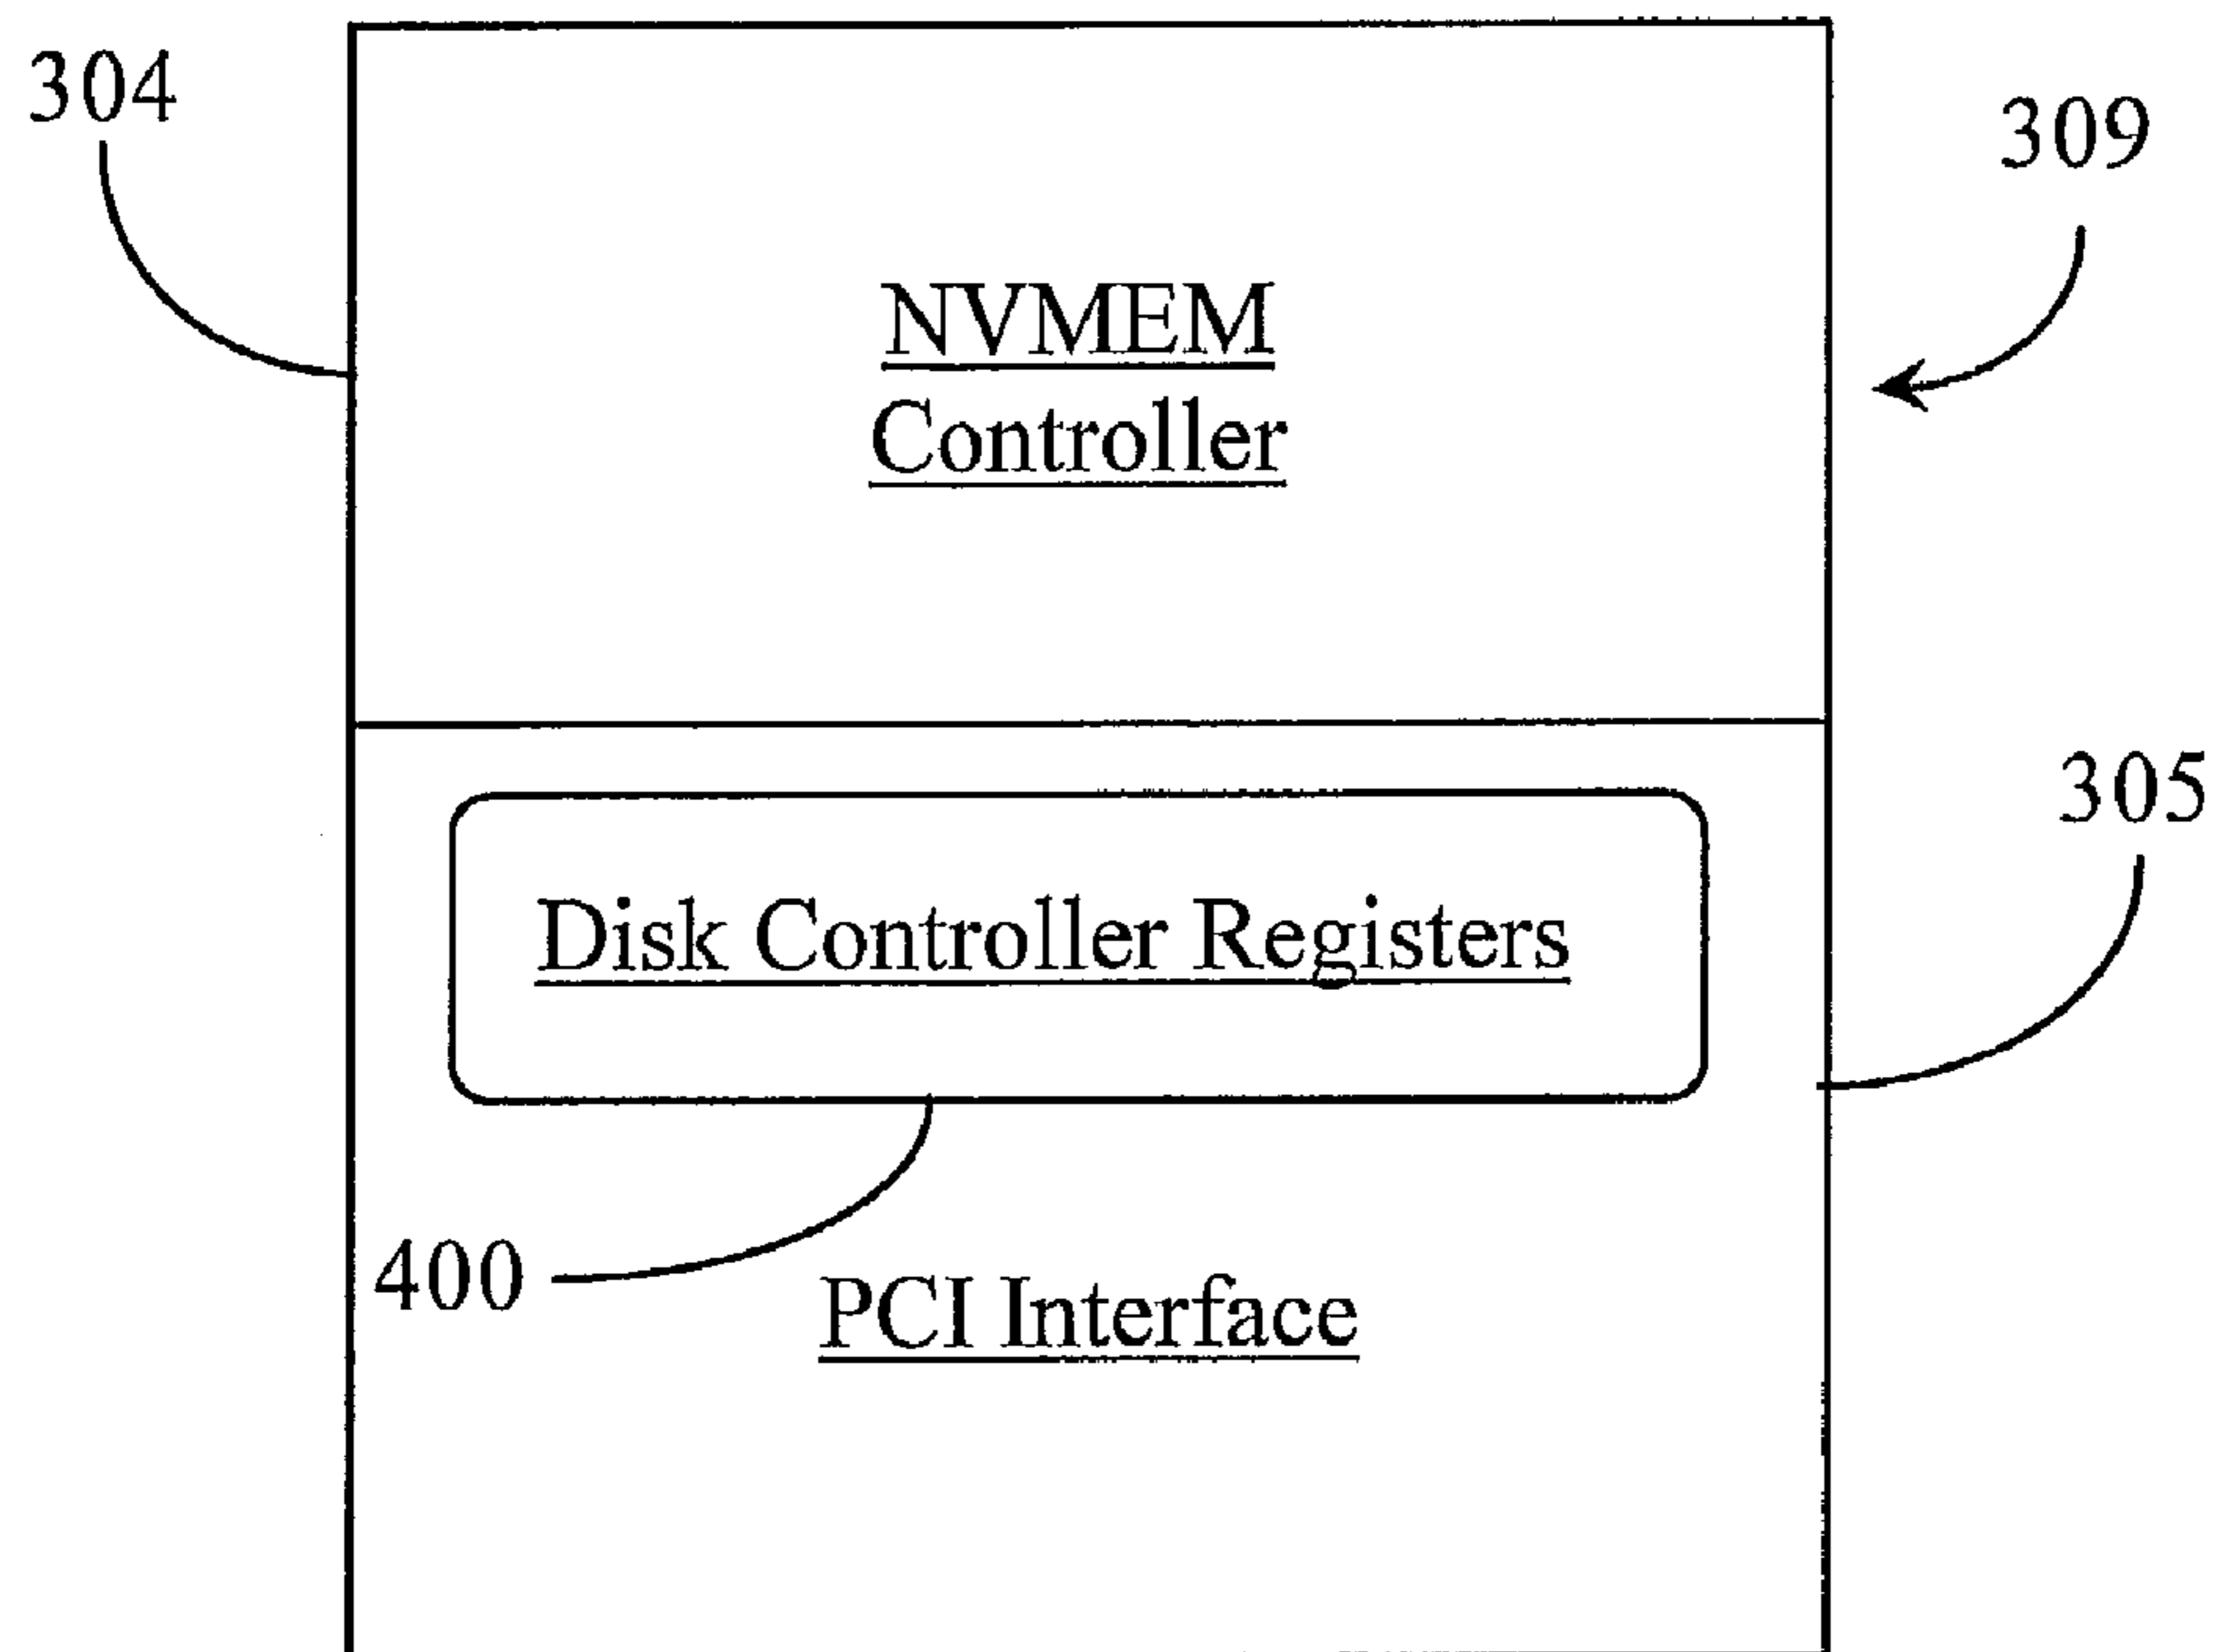 304
309
NVMEM
Controller
305
Disk Controller Registers
400
PCI Interface